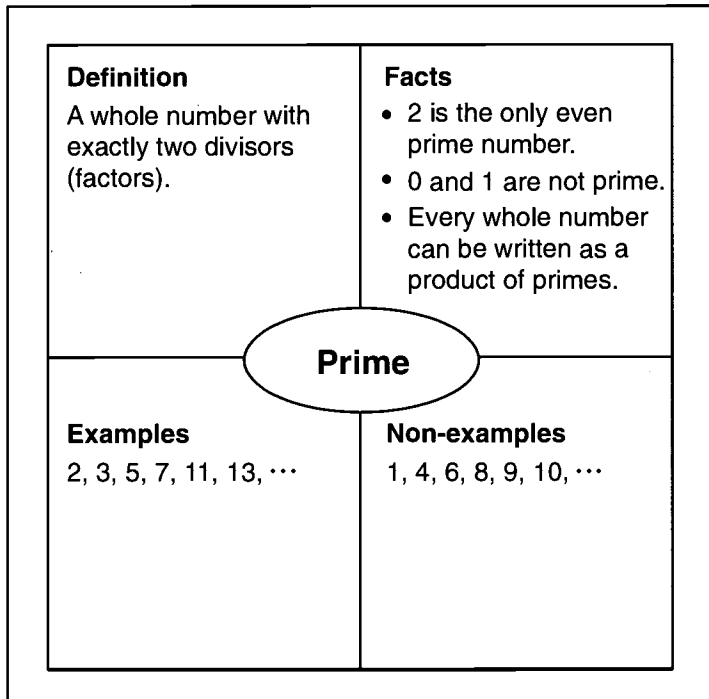 Definition
A whole number with
exactly two divisors
(factors).
Facts
• 2 is the only even
prime number.
• 0 and 1 are not prime.
• Every whole number
can be written as a
product of primes.
Prime
Examples
2, 3, 5, 7, 11, 13, ···
Non-examples
1, 4, 6, 8, 9, 10, ···